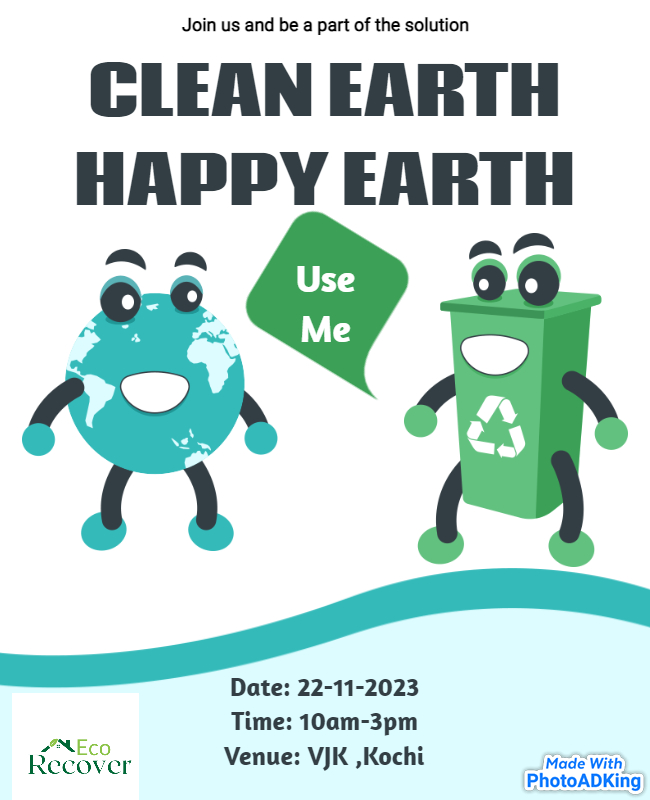 Join us and be a part of the solution
CLEAN EARTH
HAPPY EARTH
Use
Me
Date: 22-11-2023
Time: 10am-3pm
Venue: VJK ,Kochi
Eco
Recover
Made With
PhotoADKing